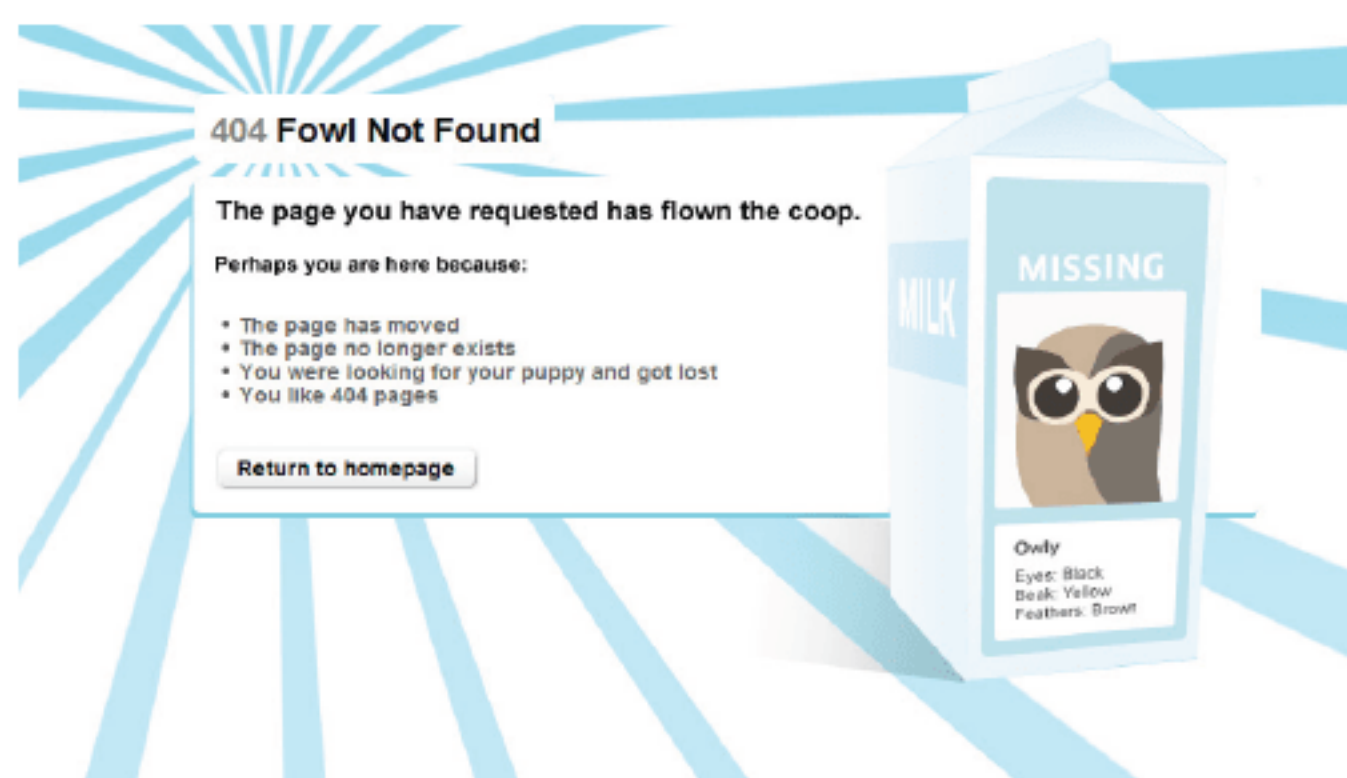 404 Fowl Not Found
The page you have requested has flown the coop.
Perhaps you are here because:
• The page has moved
• The page no longer exists
• You were looking for your puppy and got lost
• You like 404 pages
Return to homepage
MILK
MISSING
Owly
Eyes: Black
Beak: Yellow
Feathers: Brown